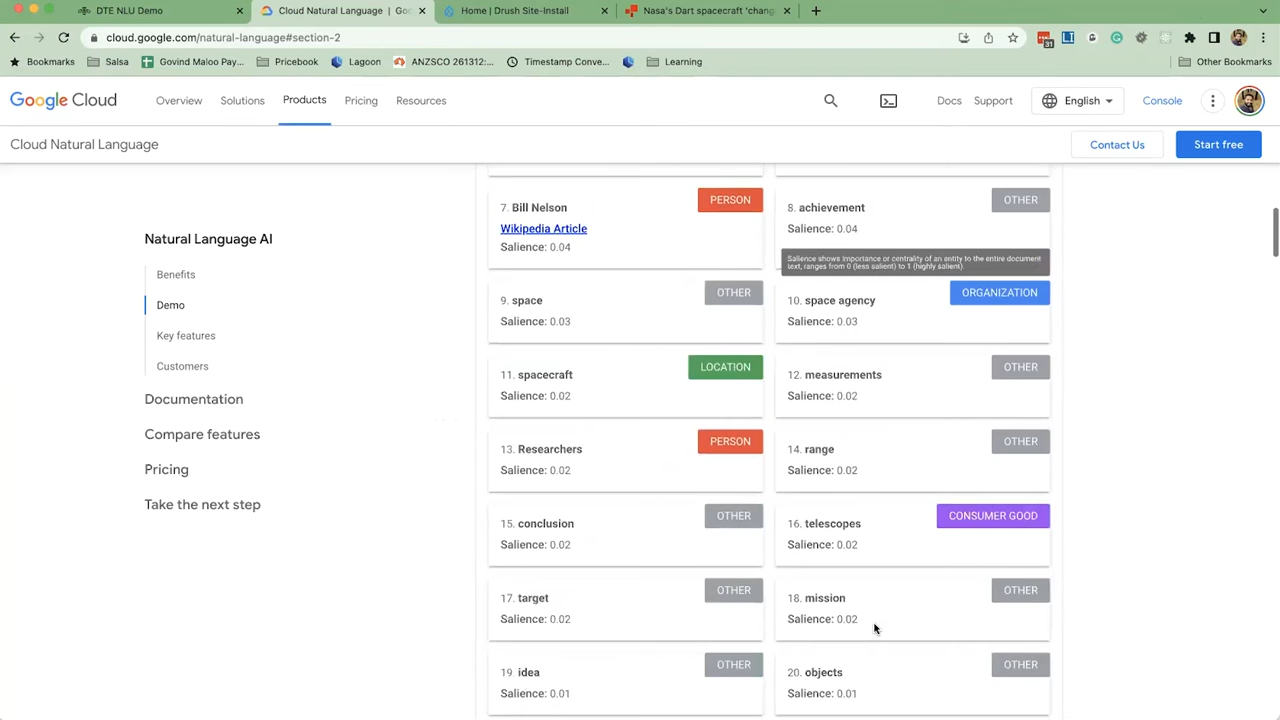 DTE NLU Demo
Cloud Natural Language | Goo
Home | Drush Site-Install
Nasa's Dart spacecraft 'chang
cloud.google.com/natural-language#section-2
31
Bookmarks
Salsa
Govind Maloo Pay...
Pricebook
Lagoon
ANZSCO 261312:...
Timestamp Conve...
Learning
Other Bookmarks
Google Cloud
Overview
Solutions
Products
Pricing
Resources
Docs
Support
English
Console
Cloud Natural Language
Contact Us
Start free
Natural Language AI
Benefits
Demo
Key features
Customers
Documentation
Compare features
Pricing
Take the next step
7. Bill Nelson
PERSON
Wikipedia Article
Salience: 0.04
8. achievement
OTHER
Salience: 0.04
Salience shows importance or centrality of an entity to the entire document
text, ranges from 0 (less salient) to 1 (highly salient).
9. space
OTHER
Salience: 0.03
10. space agency
ORGANIZATION
Salience: 0.03
11. spacecraft
LOCATION
Salience: 0.02
12. measurements
OTHER
Salience: 0.02
13. Researchers
PERSON
Salience: 0.02
14. range
OTHER
Salience: 0.02
15. conclusion
OTHER
Salience: 0.02
16. telescopes
CONSUMER GOOD
Salience: 0.02
17. target
OTHER
Salience: 0.02
18. mission
OTHER
Salience: 0.02
19. idea
OTHER
Salience: 0.01
20. objects
OTHER
Salience: 0.01